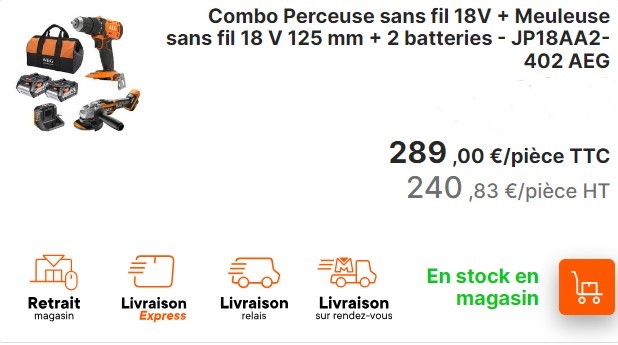 Combo Perceuse sans fil 18V + Meuleuse
sans fil 18 V 125 mm + 2 batteries - JP18AA2-
402 AEG
AEG
289 ,00 €/pièce TTC
240 ,83 €/pièce HT
Retrait
magasin
Livraison
Express
Livraison
relais
Livraison
sur rendez-vous
En stock en
magasin